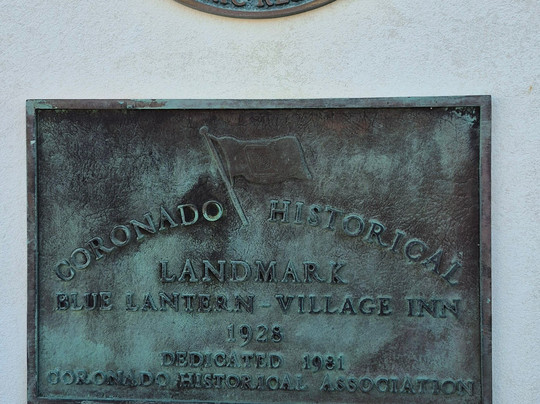 CORONADO HISTORICAL
LANDMARK
BLUE LANTERN - VILLAGE INN
1928
DEDICATED 1981
CORONADO HISTORICAL ASSOCIATION